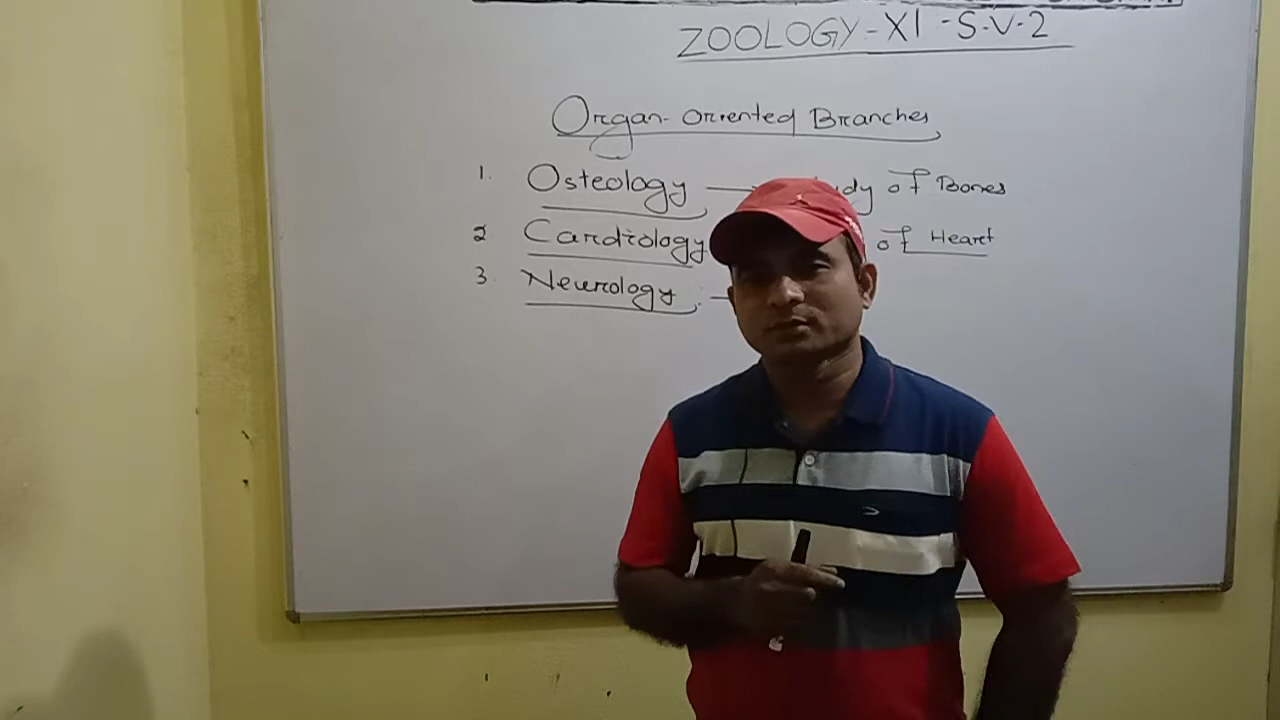 ZOOLOGY-XI-S.V-2
Organ-Oriented Branches
1. Osteology — of Bones
2 Cardiology of Heart
3. Neurology : —